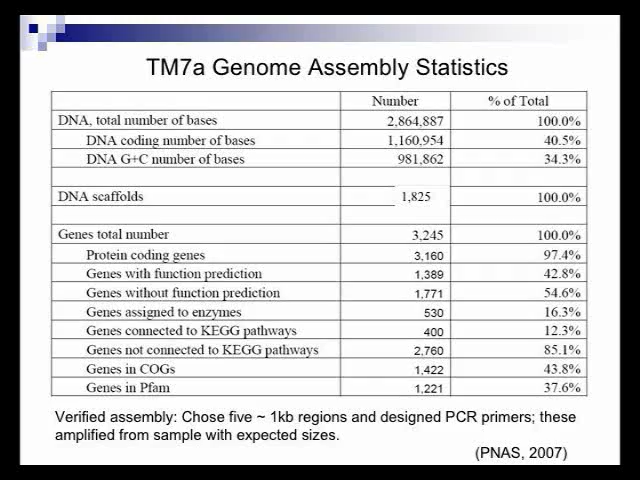 TM7a Genome Assembly Statistics
Number % of Total
DNA, total number of bases 2,864,887 100.0%
DNA coding number of bases 1,160,954 40.5%
DNA G+C number of bases 981,862 34.3%
DNA scaffolds 1,825 100.0%
Genes total number 3,245 100.0%
Protein coding genes 3,160 97.4%
Genes with function prediction 1,389 42.8%
Genes without function prediction 1,771 54.6%
Genes assigned to enzymes 530 16.3%
Genes connected to KEGG pathways 400 12.3%
Genes not connected to KEGG pathways 2,760 85.1%
Genes in COGs 1,422 43.8%
Genes in Pfam 1,221 37.6%
Verified assembly: Chose five ~ 1kb regions and designed PCR primers; these
amplified from sample with expected sizes.
(PNAS, 2007)